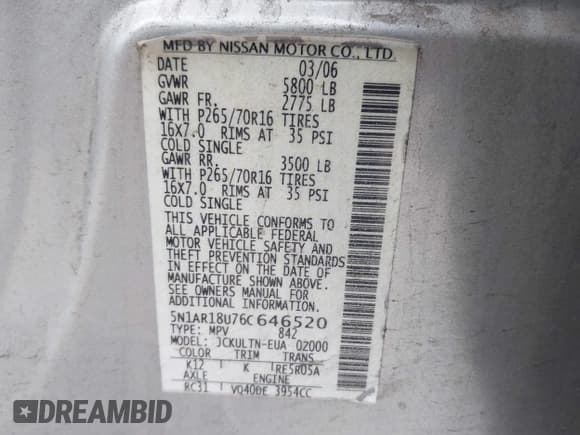 MFD BY NISSAN MOTOR CO., LTD.
DATE 03/06
GVWR 5800 LB
GAWR FR. 2775 LB
WITH P265/70R16 TIRES
16X7.0 RIMS AT 35 PSI
COLD SINGLE
GAWR RR. 3500 LB
WITH P265/70R16 TIRES
16X7.0 RIMS AT 35 PSI
COLD SINGLE
THIS VEHICLE CONFORMS TO
ALL APPLICABLE FEDERAL
MOTOR VEHICLE SAFETY AND
THEFT PREVENTION STANDARDS
IN EFFECT ON THE DATE OF
MANUFACTURE SHOWN ABOVE.
SEE OWNERS MANUAL FOR
ADDITIONAL INFORMATION.
5N1AR18U76C646520
TYPE: MPV 842
MODEL: JCKULTN-EUA 02000
COLOR TRIM TRANS
K12 K RE5R05A
AXLE ENGINE
RC31 VQ40DE 3954CC
DEALERBAIT.COM